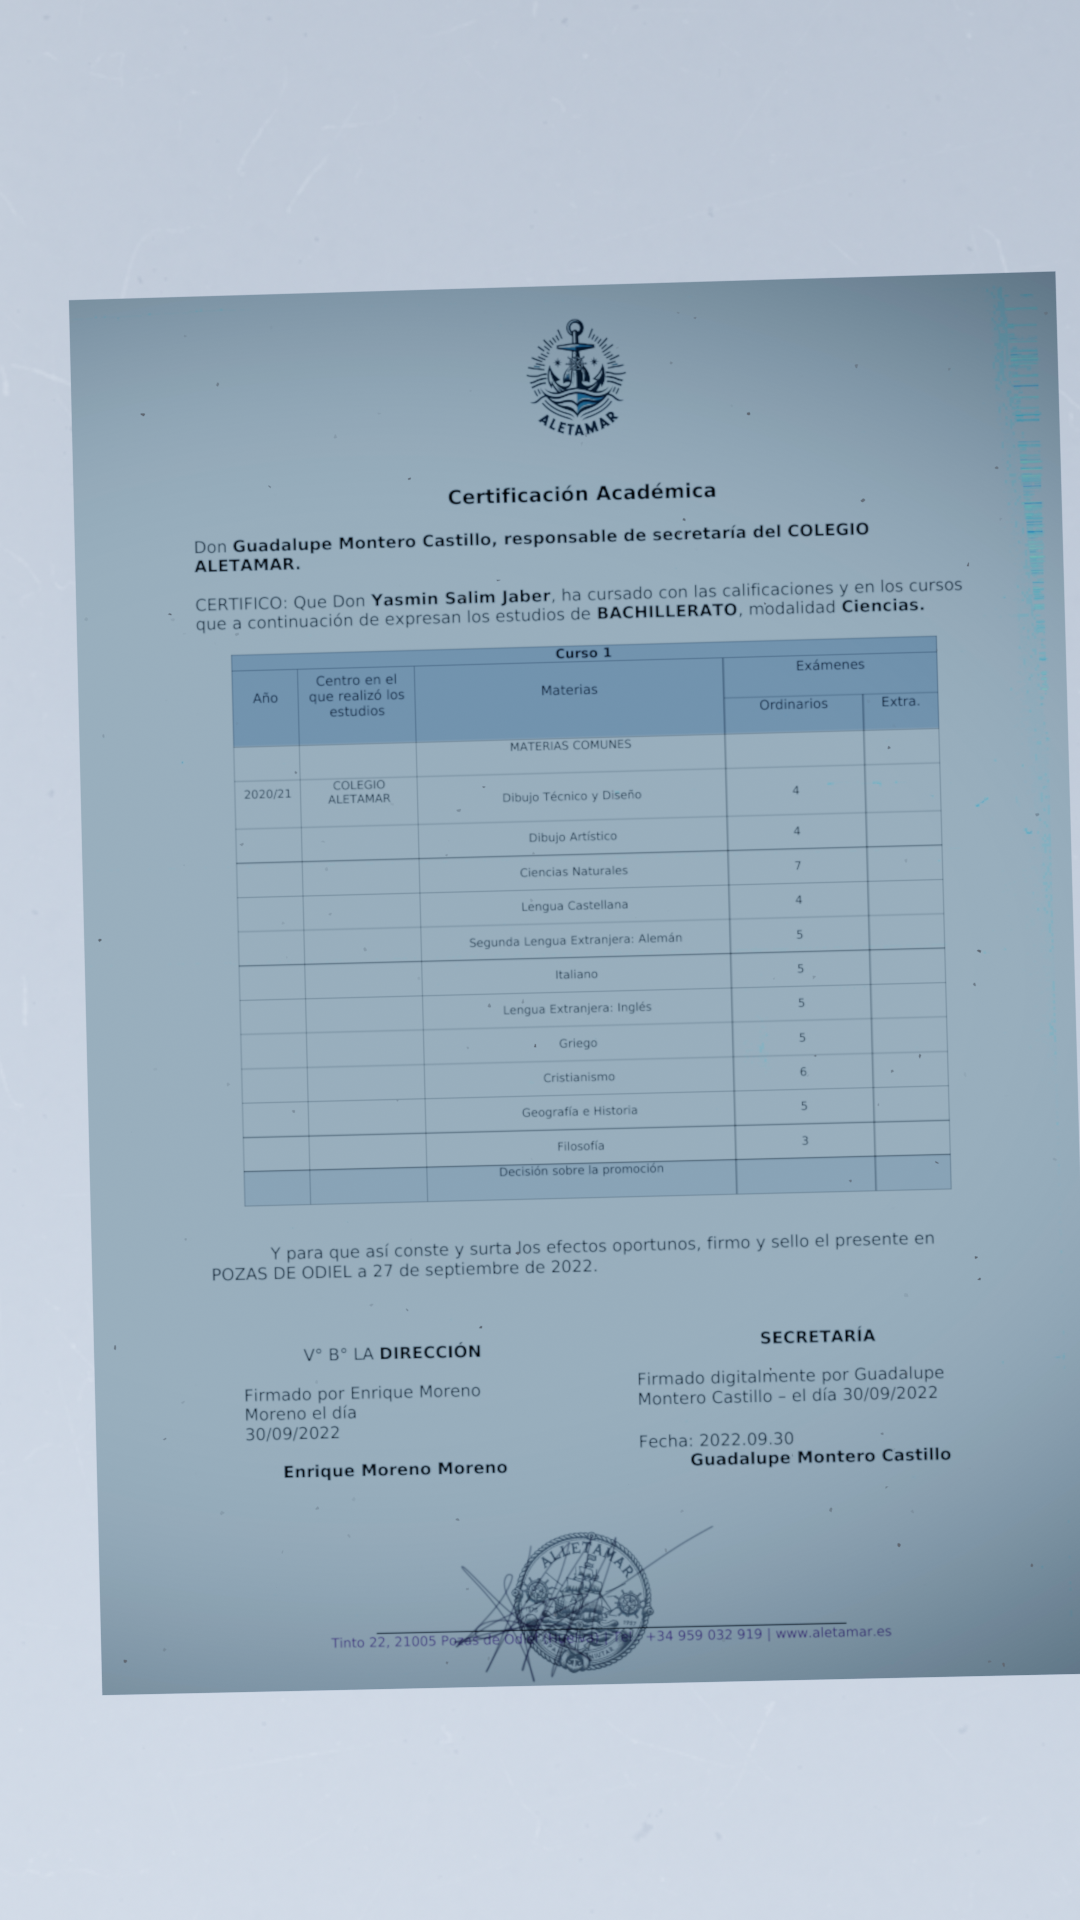 ALETAMAR
Certificación Académica
Don Guadalupe Montero Castillo, responsable de secretaría del COLEGIO
ALETAMAR.
CERTIFICO: Que Don Yasmin Salim Jaber, ha cursado con las calificaciones y en los cursos
que a continuación de expresan los estudios de BACHILLERATO, modalidad Ciencias.
Curso 1
Año
Centro en el
que realizó los
estudios
Materias
Exámenes
Ordinarios
Extra.
MATERIAS COMUNES
2020/21
COLEGIO
ALETAMAR
Dibujo Técnico y Diseño 4
Dibujo Artístico 4
Ciencias Naturales 7
Lengua Castellana 4
Segunda Lengua Extranjera: Alemán 5
Italiano 5
Lengua Extranjera: Inglés 5
Griego 5
Cristianismo 6
Geografía e Historia 5
Filosofía 3
Decisión sobre la promoción
Y para que así conste y surta los efectos oportunos, firmo y sello el presente en
POZAS DE ODIEL a 27 de septiembre de 2022.
V° B° LA DIRECCIÓN
Firmado por Enrique Moreno
Moreno el día
30/09/2022
Enrique Moreno Moreno
SECRETARÍA
Firmado digitalmente por Guadalupe
Montero Castillo – el día 30/09/2022
Fecha: 2022.09.30
Guadalupe Montero Castillo
ALLETAMAR
Tinto 22, 21005 Pozas de +34 959 032 919 | www.aletamar.es